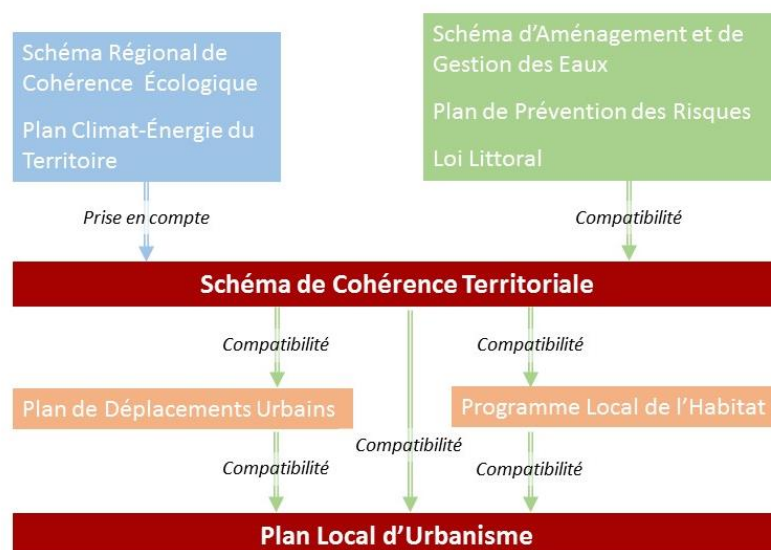 Schéma Régional de
Cohérence Écologique
Plan Climat-Énergie du
Territoire
Schéma d'Aménagement et de
Gestion des Eaux
Plan de Prévention des Risques
Loi Littoral
Prise en compte
Compatibilité
Schéma de Cohérence Territoriale
Compatibilité
Compatibilité
Plan de Déplacements Urbains
Programme Local de l'Habitat
Compatibilité
Compatibilité
Compatibilité
Plan Local d'Urbanisme